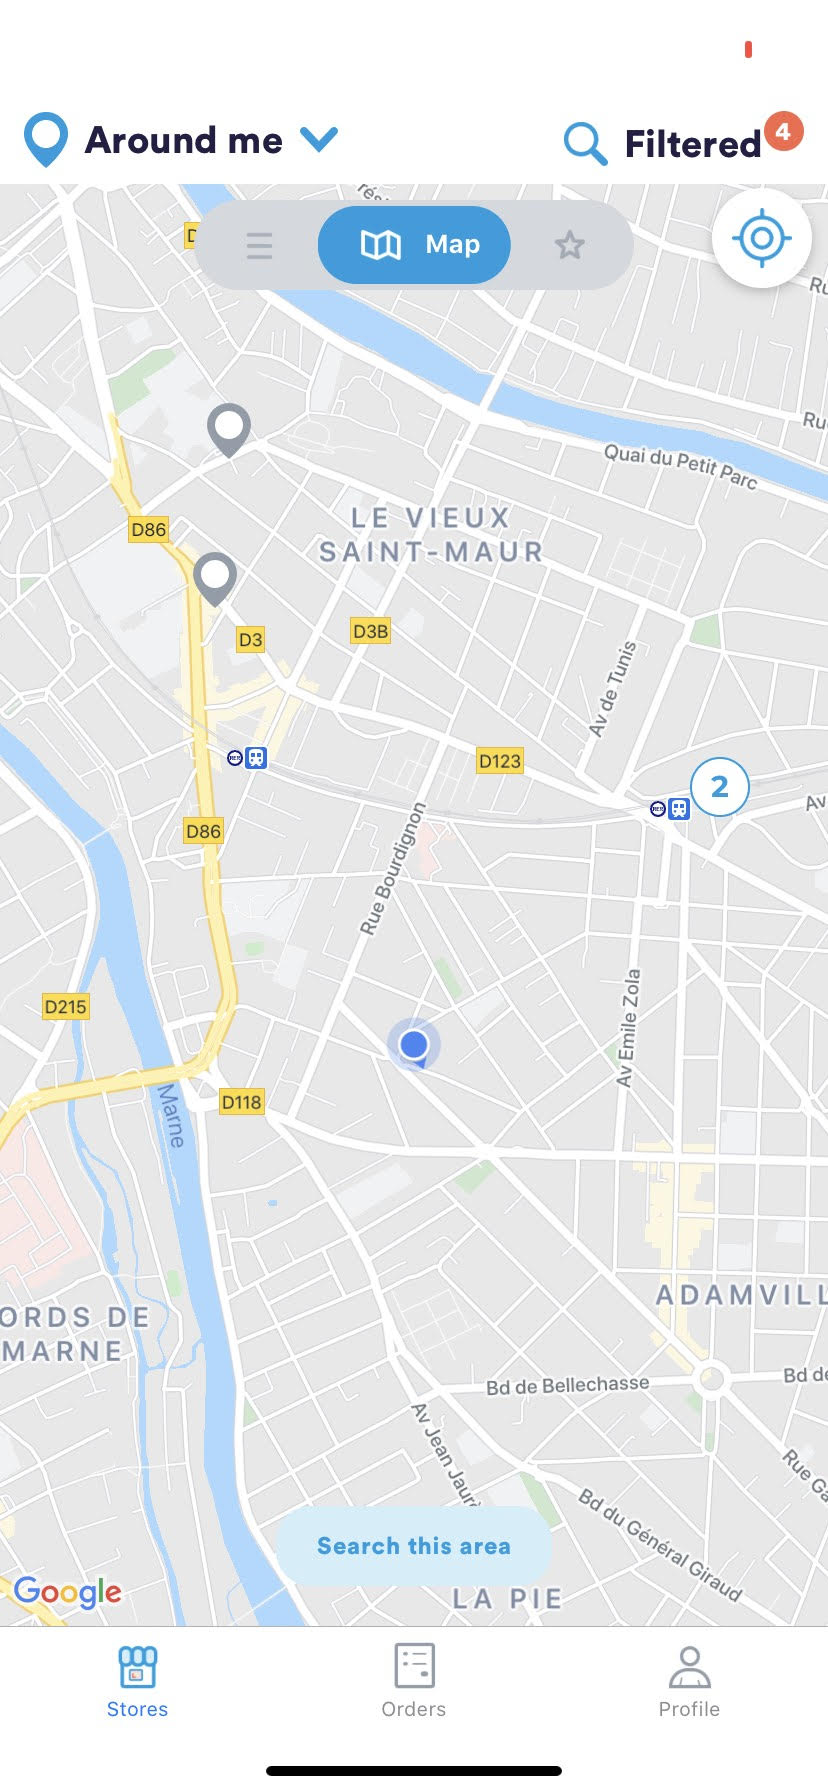 Around me
Filtered
4
rés
D
Map
Ru
Ru
Quai du Petit Parc
LE VIEUX
SAINT-MAUR
D86
D3
D3B
Av de Tunis
D123
RER
2
RER
Av
D86
Rue Bourdignon
D215
Av Emile Zola
Marne
D118
ORDS DE
MARNE
ADAMVILL
Bd de Bellechasse
Bd de
Av Jean Jaurè
Rue Ga
Bd du Général Giraud
Search this area
Google
LA PIE
Stores
Orders
Profile